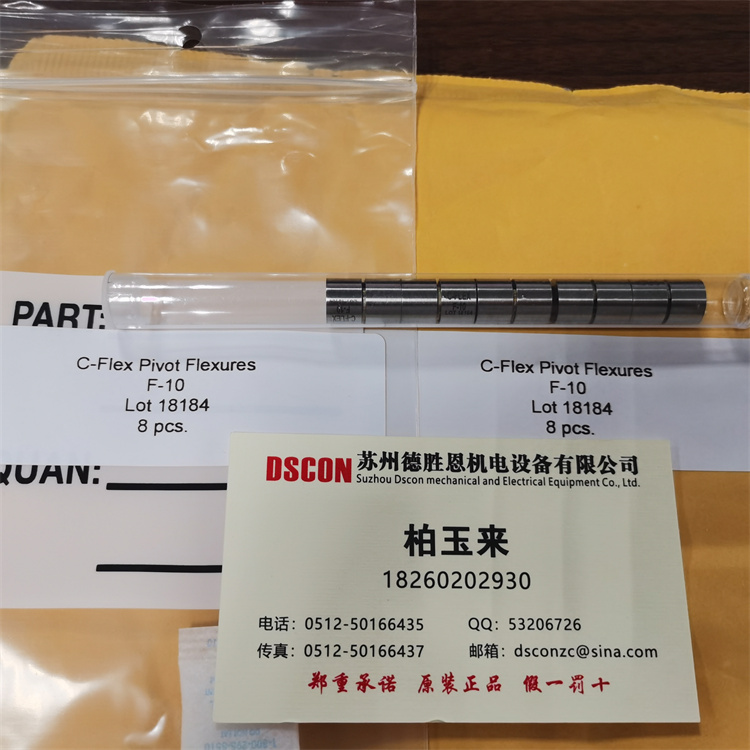 C-FLEX
F-10
PART:
C-Flex Pivot Flexures
F-10
Lot 18184
8 pcs.
C-Flex Pivot Flexures
F-10
Lot 18184
8 pcs.
QUAN:
DSCON 苏州德胜恩机电设备有限公司
Suzhou Dscon mechanical and Electrical Equipment Co., Ltd.
柏玉来
18260202930
电话：0512-50166435 QQ：53206726
传真：0512-50166437 邮箱：dsconzc@sina.com
郑重承诺 原装正品 假一罚十